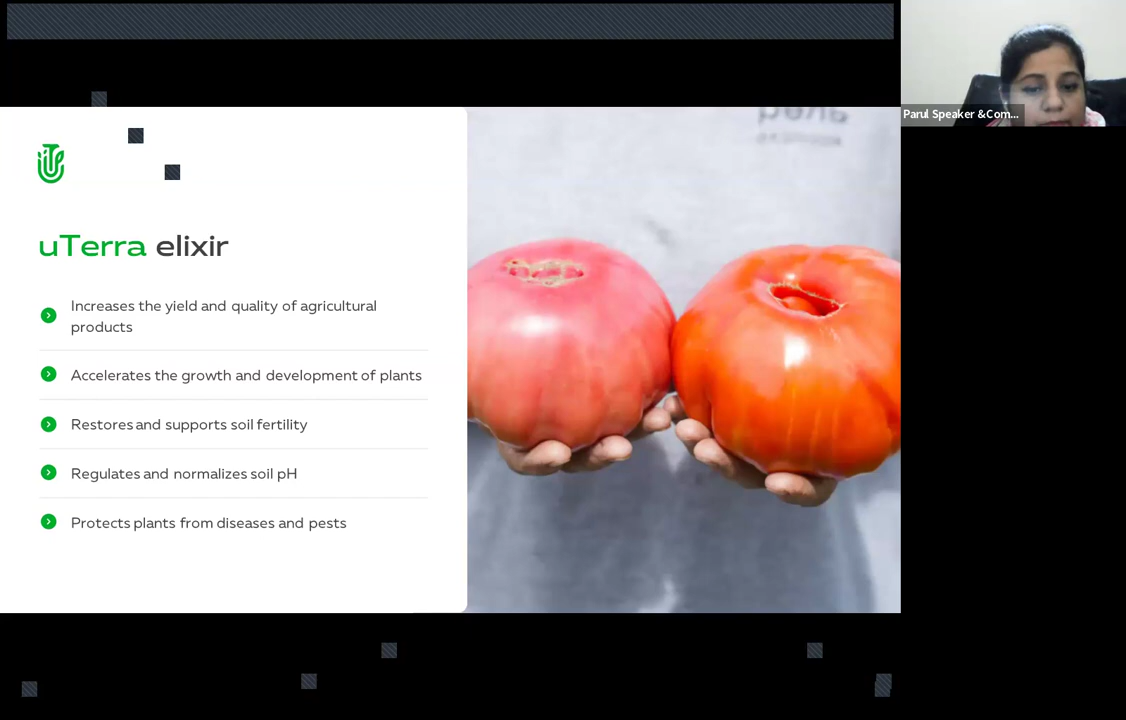 Parul Speaker &Com...
uTerra elixir
Increases the yield and quality of agricultural
products
Accelerates the growth and development of plants
Restores and supports soil fertility
Regulates and normalizes soil pH
Protects plants from diseases and pests